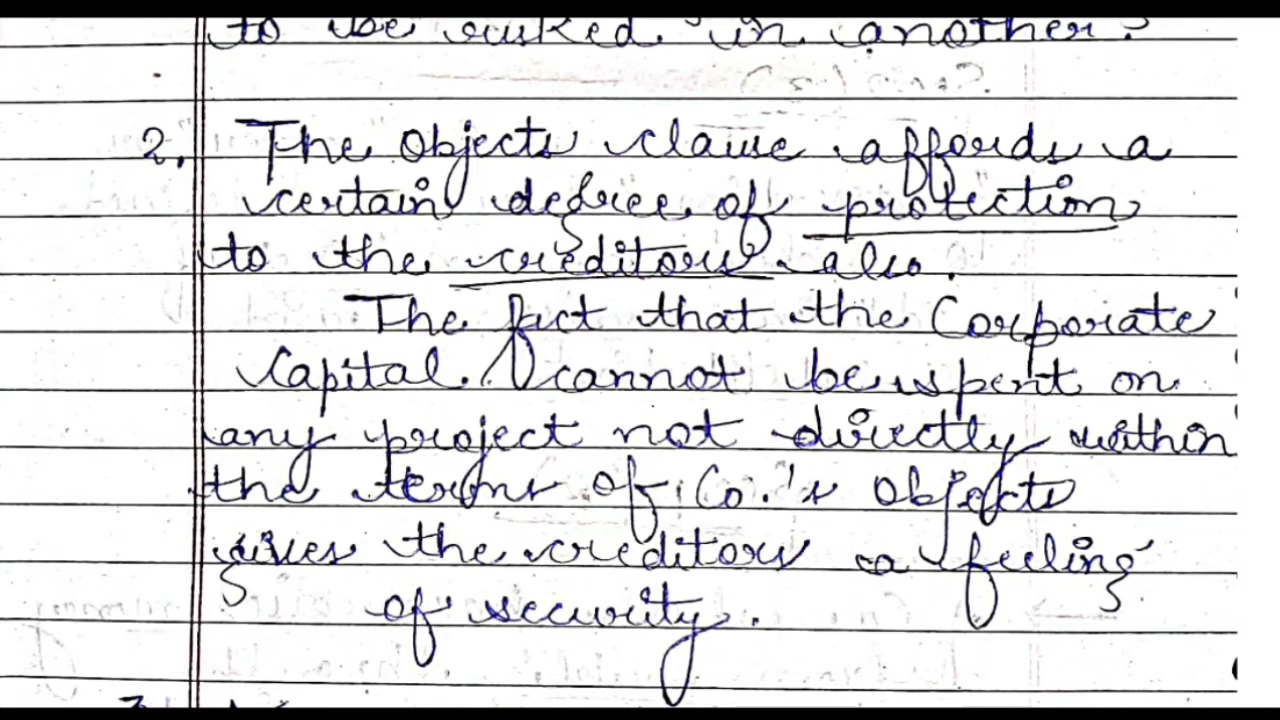 to be risked in another.
2. The objects clause affords a
certain degree of protection
to the creditors also.
The fact that the Corporate
Capital cannot be spent on
any project not directly within
the terms of Co.'s objects
gives the creditors a feeling
of security.
3.